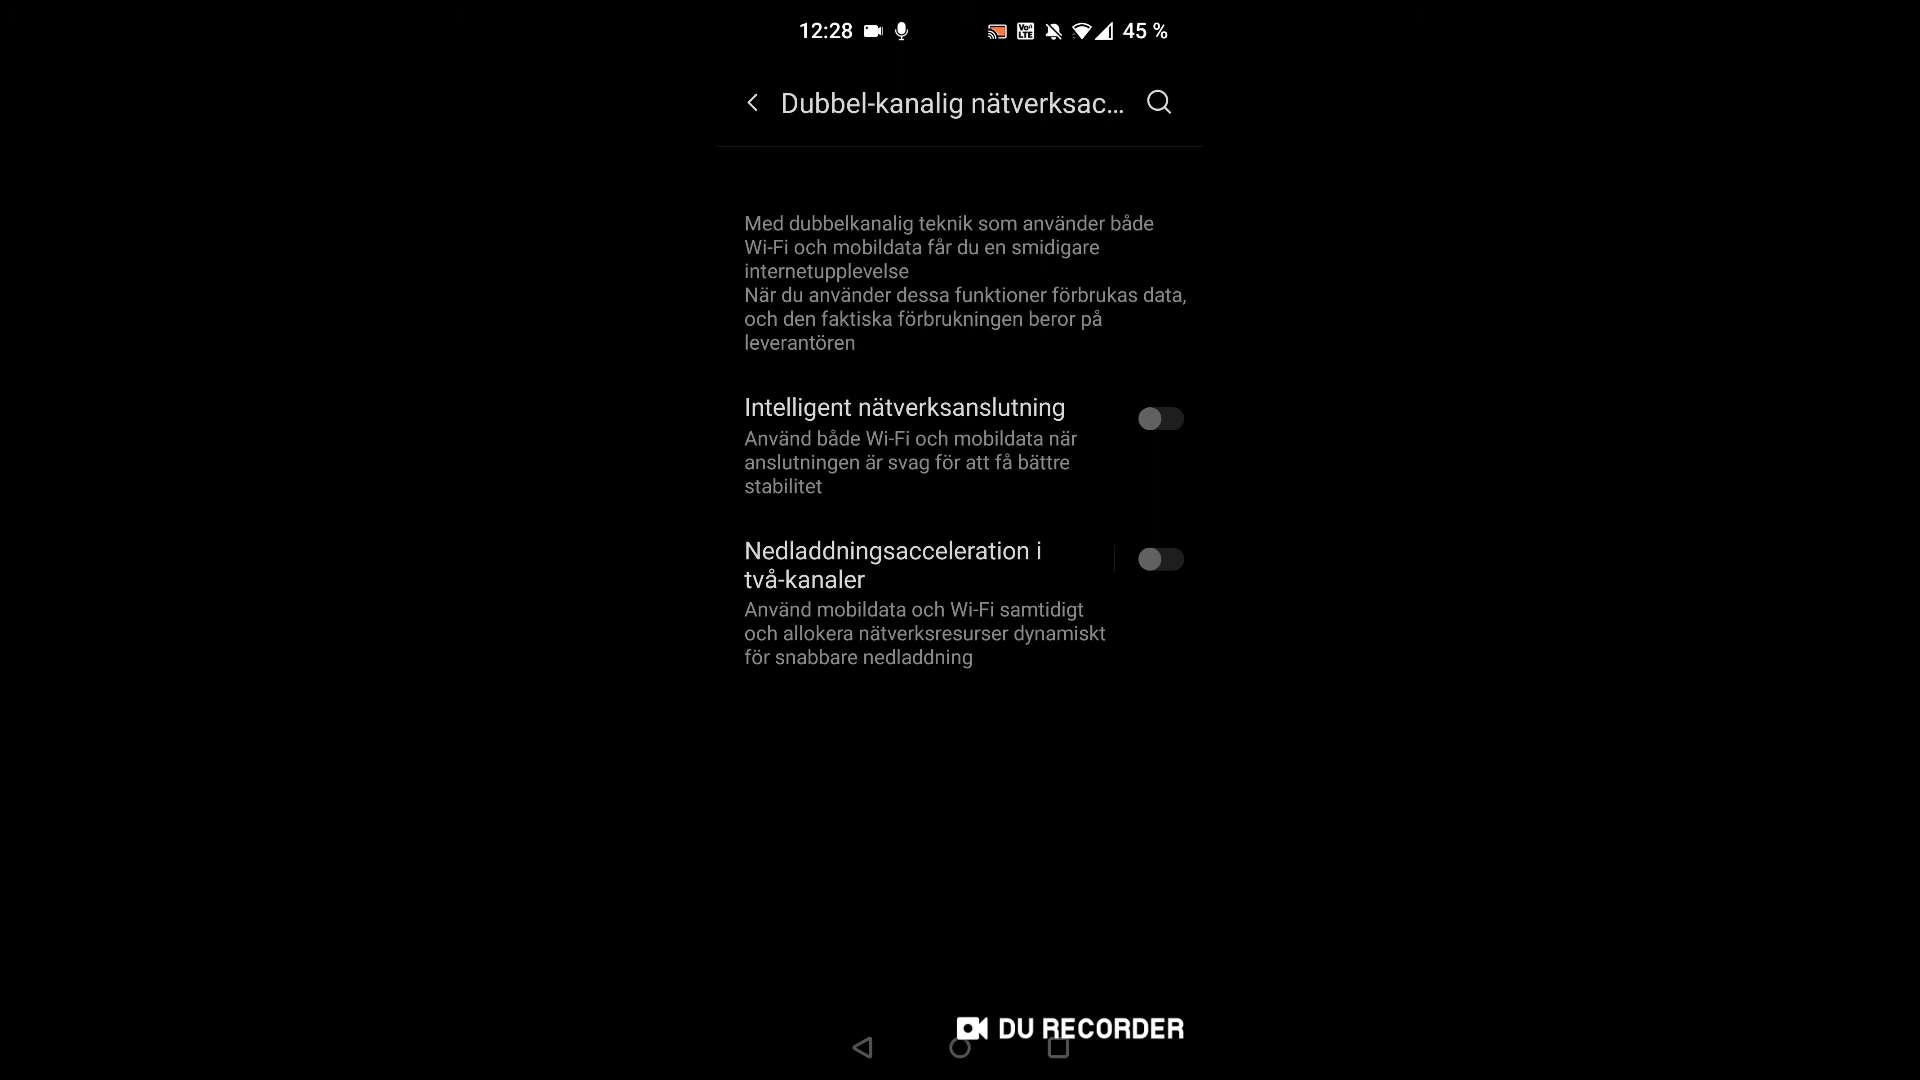 12:28 Vo LTE 45 %
Dubbel-kanalig nätverksac...
Med dubbelkanalig teknik som använder både
Wi-Fi och mobildata får du en smidigare
internetupplevelse
När du använder dessa funktioner förbrukas data,
och den faktiska förbrukningen beror på
leverantören
Intelligent nätverksanslutning
Använd både Wi-Fi och mobildata när
anslutningen är svag för att få bättre
stabilitet
Nedladdningsacceleration i
två-kanaler
Använd mobildata och Wi-Fi samtidigt
och allokera nätverksresurser dynamiskt
för snabbare nedladdning
DU RECORDER